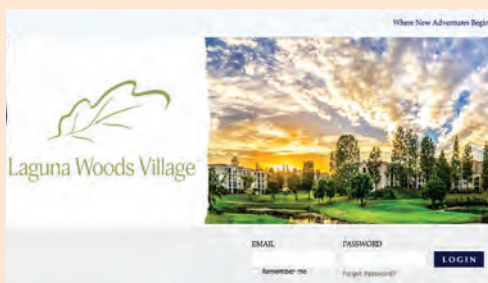 Where New Adventures Begin
Laguna Woods Village
EMAIL
PASSWORD
LOGIN
Remember me
Forgot Password?